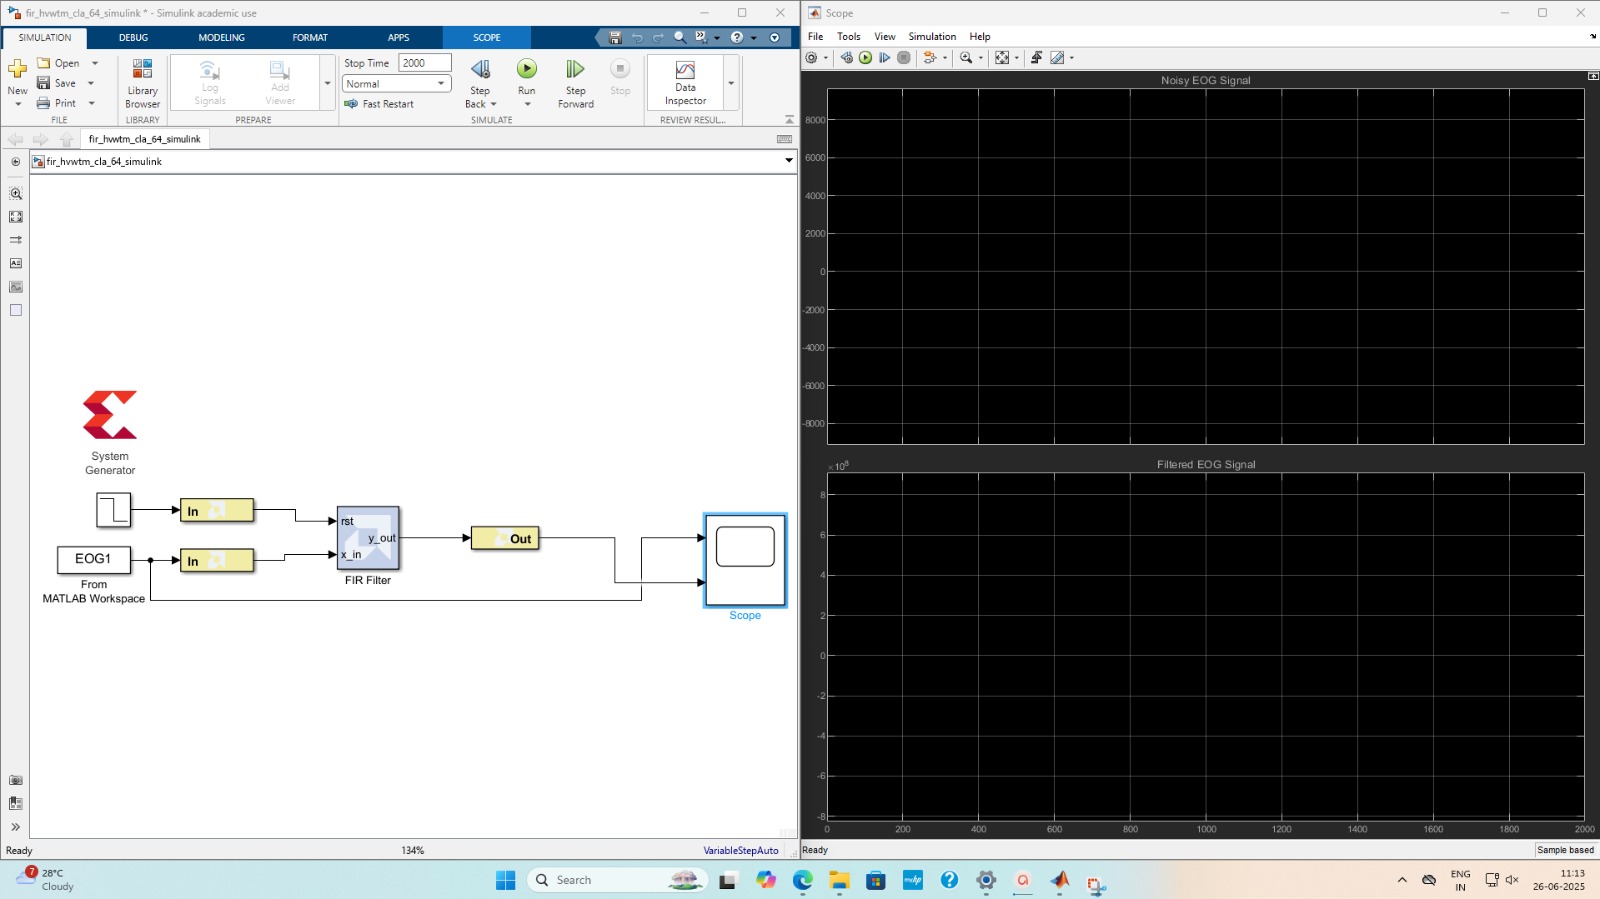 fir_hvwtm_cla_64_simulink * - Simulink academic use
SIMULATION DEBUG MODELING FORMAT APPS SCOPE
New
Open
Save
Print
FILE
Library
Browser
LIBRARY
Log
Signals
Add
Viewer
PREPARE
Stop Time 2000
Normal
Fast Restart
Step
Back
Run
Step
Forward
Stop
SIMULATE
Data
Inspector
REVIEW RESUL...
fir_hvwtm_cla_64_simulink
fir_hvwtm_cla_64_simulink
System
Generator
In
rst
y_out
x_in
FIR Filter
Out
EOG1
In
From
MATLAB Workspace
Scope
Ready 134% VariableStepAuto
Scope
File Tools View Simulation Help
Noisy EOG Signal
8000
6000
4000
2000
0
-2000
-4000
-6000
-8000
×10⁸
Filtered EOG Signal
8
6
4
2
0
-2
-4
-6
-8
0 200 400 600 800 1000 1200 1400 1600 1800 2000
Ready Sample based
7
28°C
Cloudy
Search
myhp
ENG
IN
11:13
26-06-2025